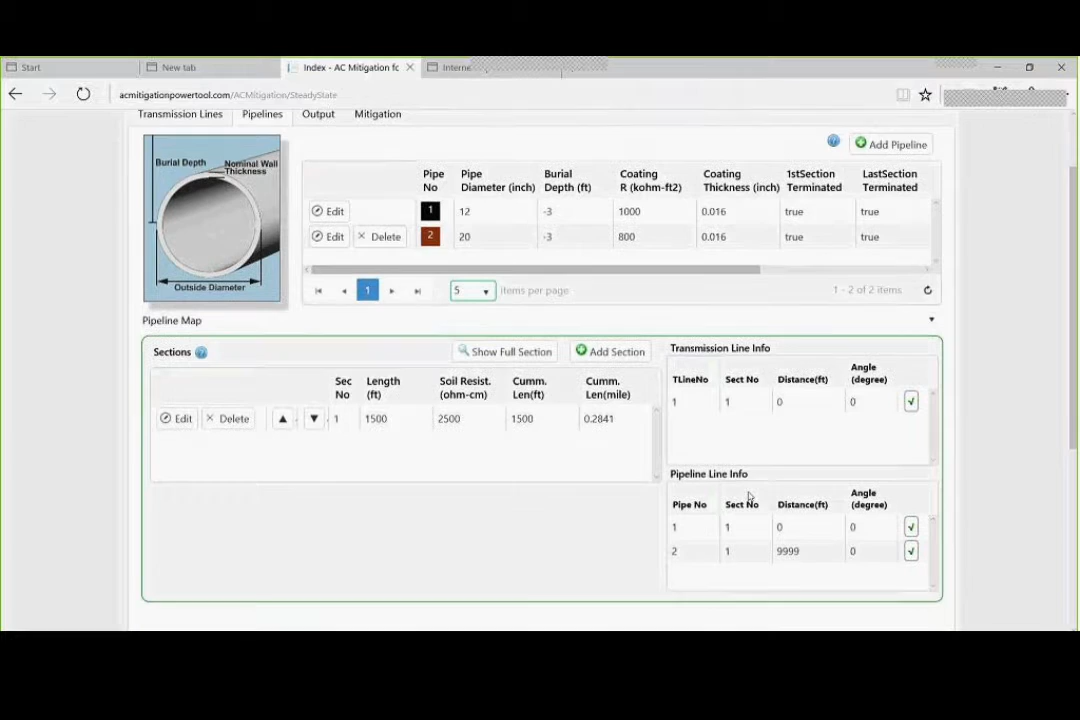 Start
New tab
Index - AC Mitigation fo
Interne
acmitigationpowertool.com/ACMitigation/SteadyState
Transmission Lines Pipelines Output Mitigation
Burial Depth
Nominal Wall
Thickness
Outside Diameter
Add Pipeline
Pipe No Pipe Diameter (inch) Burial Depth (ft) Coating R (kohm-ft2) Coating Thickness (inch) 1stSection Terminated LastSection Terminated
Edit 1 12 -3 1000 0.016 true true
Edit Delete 2 20 -3 800 0.016 true true
1 5 items per page 1 - 2 of 2 items
Pipeline Map
Sections Show Full Section Add Section
Sec No Length (ft) Soil Resist. (ohm-cm) Cumm. Len(ft) Cumm. Len(mile)
Edit Delete 1 1500 2500 1500 0.2841
Transmission Line Info
TLineNo Sect No Distance(ft) Angle (degree)
1 1 0 0
Pipeline Line Info
Pipe No Sect No Distance(ft) Angle (degree)
1 1 0 0
2 1 9999 0